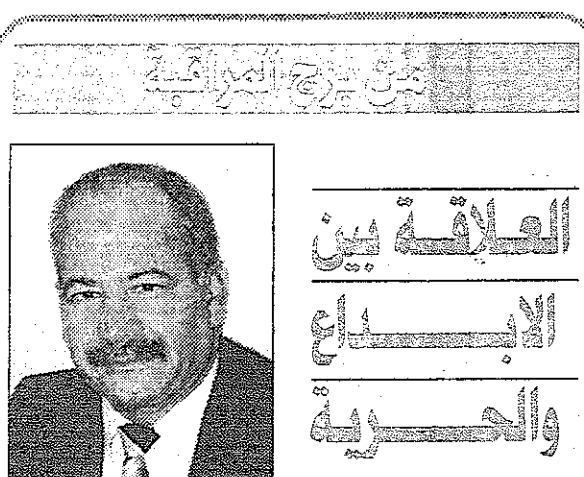 من برج المراقبة
العلاقة بين
الابداع
والحرية